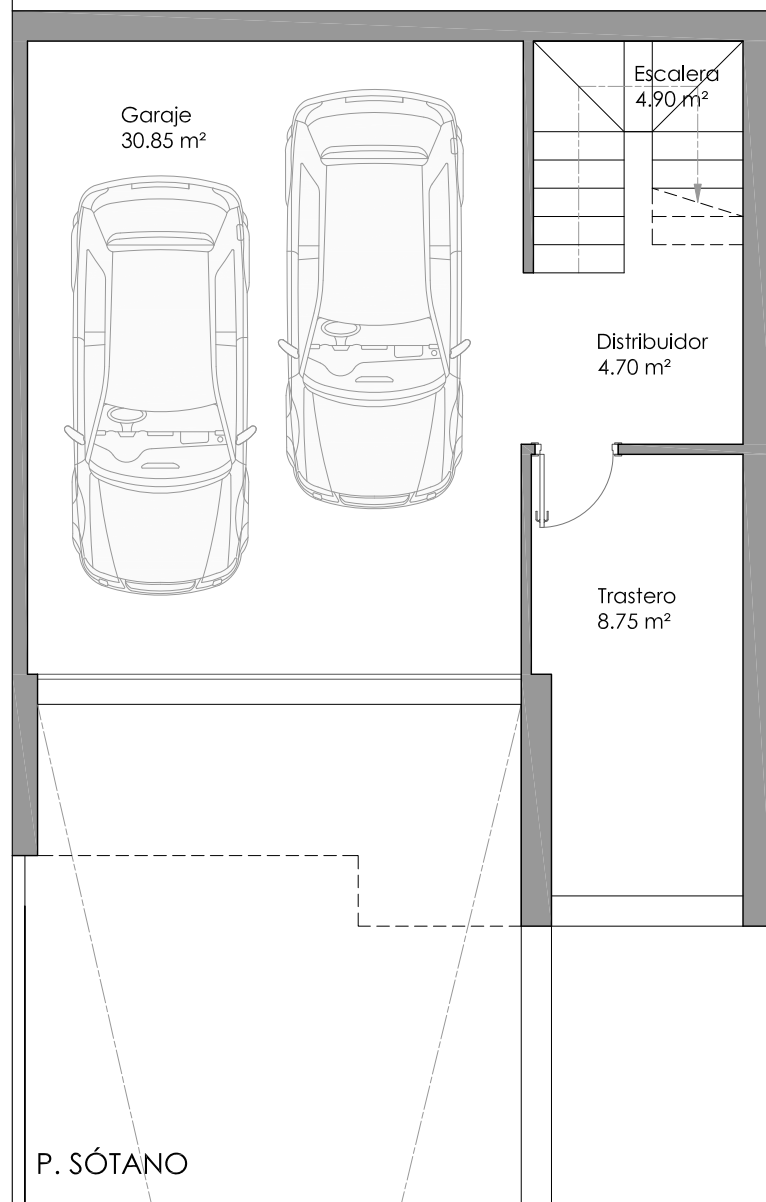 Escalera
4.90 m²
Garaje
30.85 m²
Distribuidor
4.70 m²
Trastero
8.75 m²
P. SÓTANO